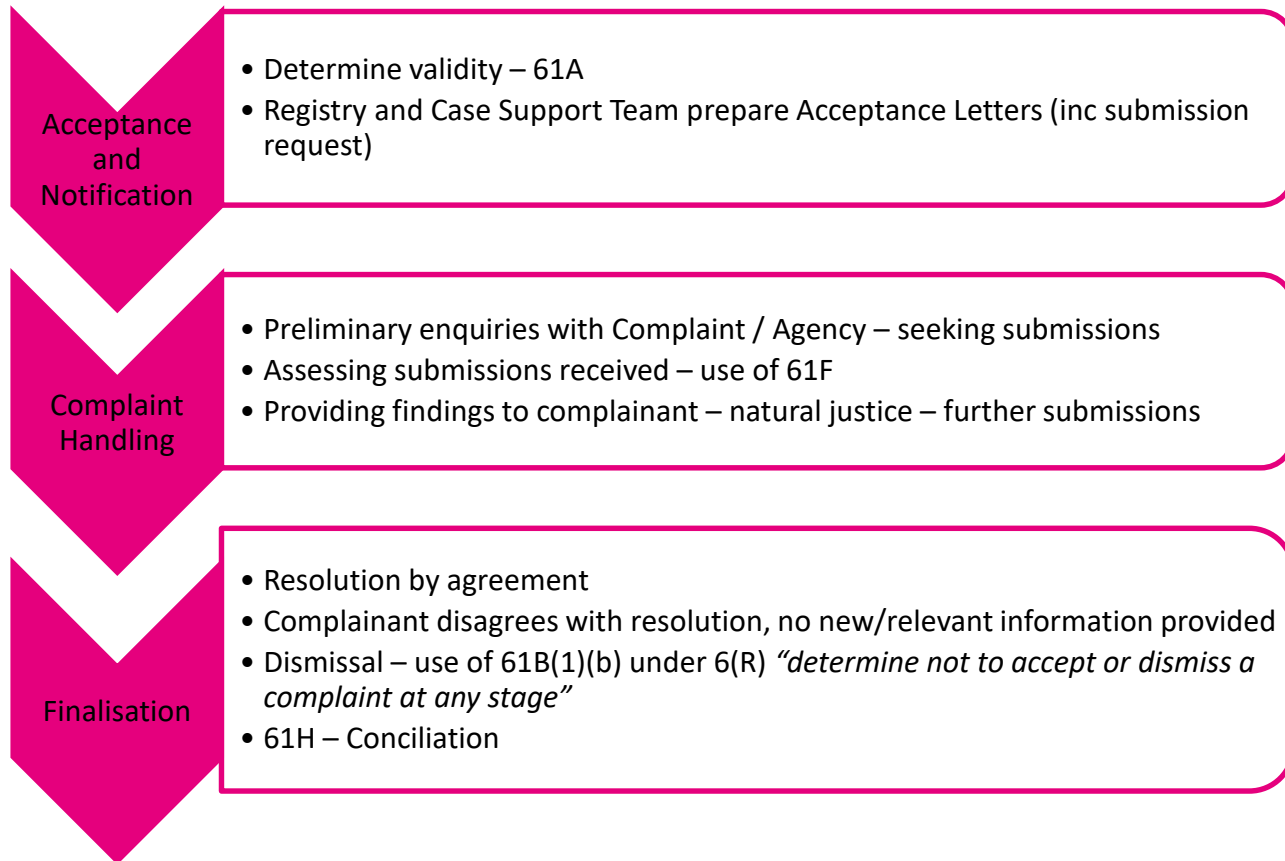 Acceptance
and
Notification
• Determine validity – 61A
• Registry and Case Support Team prepare Acceptance Letters (inc submission
request)
Complaint
Handling
• Preliminary enquiries with Complaint / Agency – seeking submissions
• Assessing submissions received – use of 61F
• Providing findings to complainant – natural justice – further submissions
Finalisation
• Resolution by agreement
• Complainant disagrees with resolution, no new/relevant information provided
• Dismissal – use of 61B(1)(b) under 6(R) “determine not to accept or dismiss a
complaint at any stage”
• 61H – Conciliation